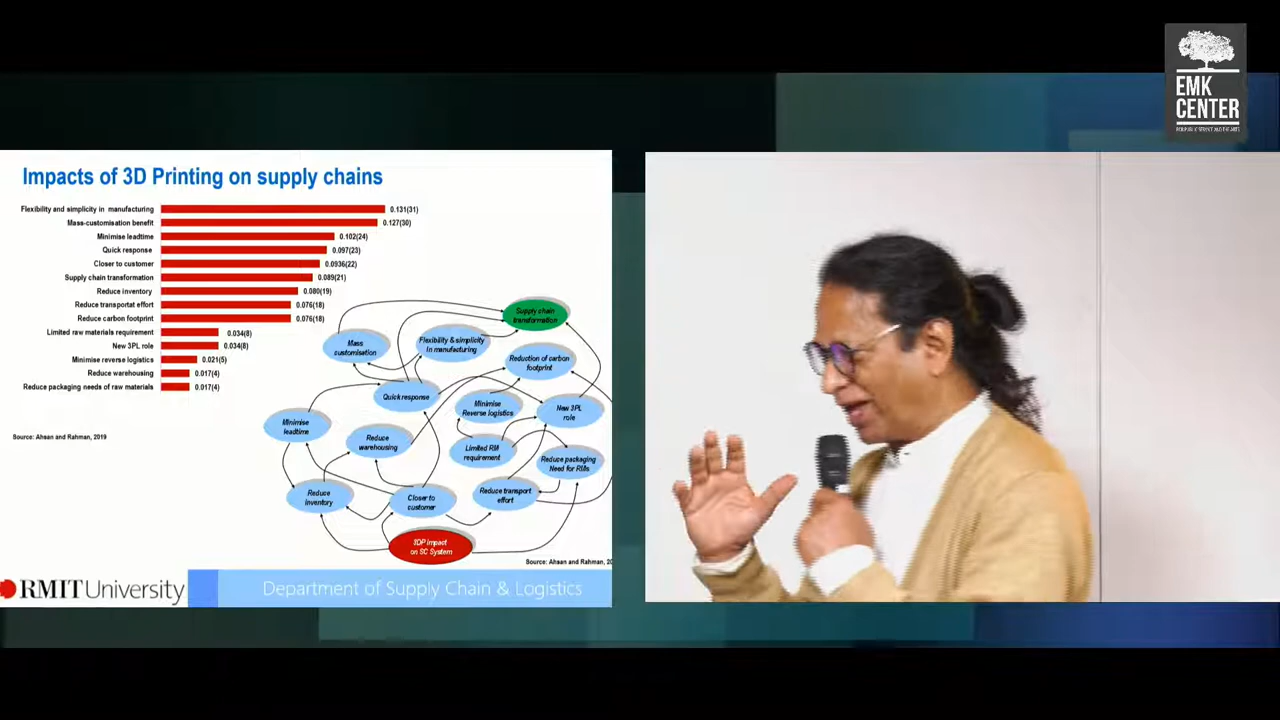 EMK
CENTER
FOR PUBLIC SERVICE AND THE ARTS
Impacts of 3D Printing on supply chains
Flexibility and simplicity in manufacturing 0.131(31)
Mass-customisation benefit 0.127(30)
Minimise leadtime 0.102(24)
Quick response 0.097(23)
Closer to customer 0.0936(22)
Supply chain transformation 0.089(21)
Reduce inventory 0.080(19)
Reduce transportat effort 0.076(18)
Reduce carbon footprint 0.076(18)
Limited raw materials requirement 0.034(8)
New 3PL role 0.034(8)
Minimise reverse logistics 0.021(5)
Reduce warehousing 0.017(4)
Reduce packaging needs of raw materials 0.017(4)
Source: Ahsan and Rahman, 2019
Supply chain
transformation
Mass
customisation
Flexibility & simplicity
in manufacturing
Reduction of carbon
footprint
Quick response
Minimise
Reverse logistics
New 3PL
role
Minimise
leadtime
Reduce
warehousing
Limited RM
requirement
Reduce packaging
Need for RMs
Reduce
inventory
Closer to
customer
Reduce transport
effort
3DP impact
on SC System
Source: Ahsan and Rahman, 20
RMIT University
Department of Supply Chain & Logistics